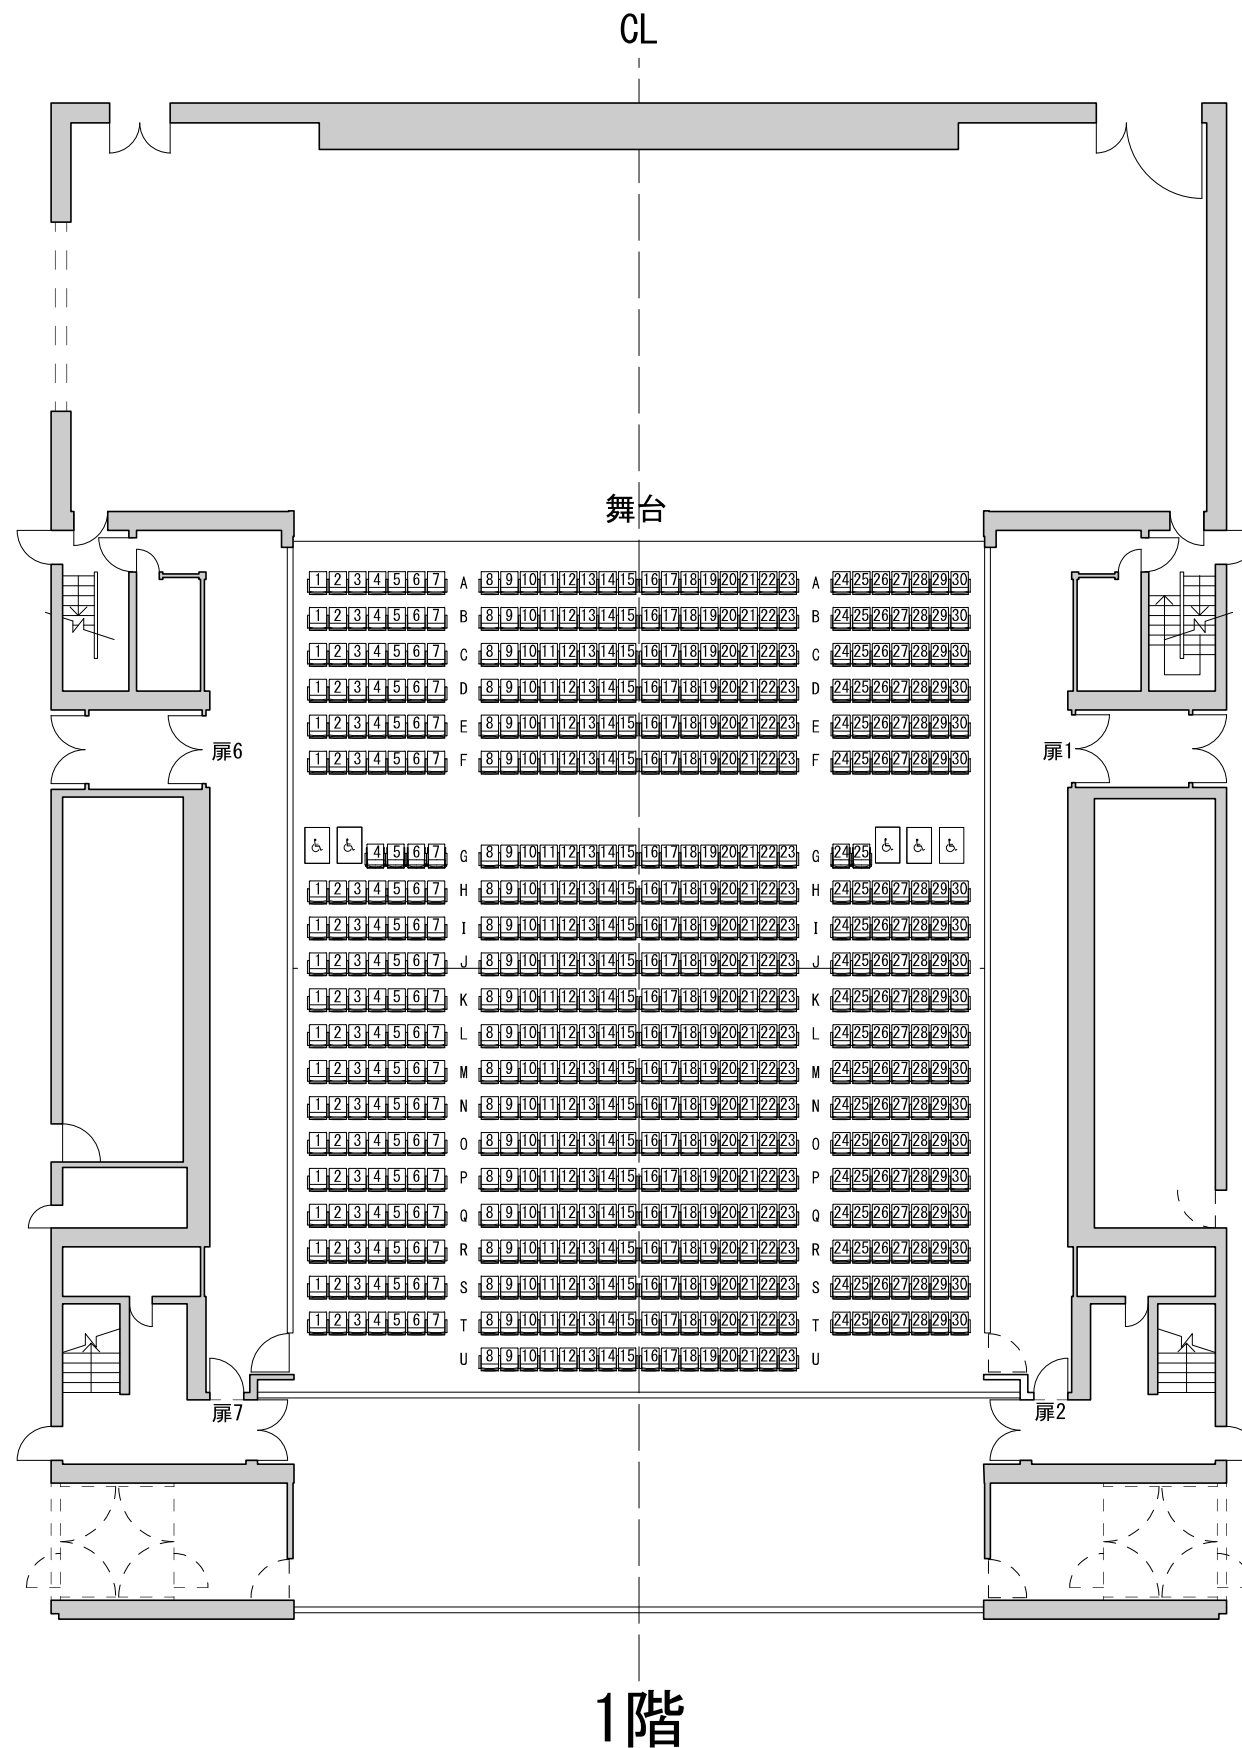 CL
舞台
1 2 3 4 5 6 7 A 8 9 10 11 12 13 14 15 16 17 18 19 20 21 22 23 A 24 25 26 27 28 29 30
1 2 3 4 5 6 7 B 8 9 10 11 12 13 14 15 16 17 18 19 20 21 22 23 B 24 25 26 27 28 29 30
1 2 3 4 5 6 7 C 8 9 10 11 12 13 14 15 16 17 18 19 20 21 22 23 C 24 25 26 27 28 29 30
1 2 3 4 5 6 7 D 8 9 10 11 12 13 14 15 16 17 18 19 20 21 22 23 D 24 25 26 27 28 29 30
1 2 3 4 5 6 7 E 8 9 10 11 12 13 14 15 16 17 18 19 20 21 22 23 E 24 25 26 27 28 29 30
扉6
扉1
1 2 3 4 5 6 7 F 8 9 10 11 12 13 14 15 16 17 18 19 20 21 22 23 F 24 25 26 27 28 29 30
4 5 6 7 G 8 9 10 11 12 13 14 15 16 17 18 19 20 21 22 23 G 24 25
1 2 3 4 5 6 7 H 8 9 10 11 12 13 14 15 16 17 18 19 20 21 22 23 H 24 25 26 27 28 29 30
1 2 3 4 5 6 7 I 8 9 10 11 12 13 14 15 16 17 18 19 20 21 22 23 I 24 25 26 27 28 29 30
1 2 3 4 5 6 7 J 8 9 10 11 12 13 14 15 16 17 18 19 20 21 22 23 J 24 25 26 27 28 29 30
1 2 3 4 5 6 7 K 8 9 10 11 12 13 14 15 16 17 18 19 20 21 22 23 K 24 25 26 27 28 29 30
1 2 3 4 5 6 7 L 8 9 10 11 12 13 14 15 16 17 18 19 20 21 22 23 L 24 25 26 27 28 29 30
1 2 3 4 5 6 7 M 8 9 10 11 12 13 14 15 16 17 18 19 20 21 22 23 M 24 25 26 27 28 29 30
1 2 3 4 5 6 7 N 8 9 10 11 12 13 14 15 16 17 18 19 20 21 22 23 N 24 25 26 27 28 29 30
1 2 3 4 5 6 7 O 8 9 10 11 12 13 14 15 16 17 18 19 20 21 22 23 O 24 25 26 27 28 29 30
1 2 3 4 5 6 7 P 8 9 10 11 12 13 14 15 16 17 18 19 20 21 22 23 P 24 25 26 27 28 29 30
1 2 3 4 5 6 7 Q 8 9 10 11 12 13 14 15 16 17 18 19 20 21 22 23 Q 24 25 26 27 28 29 30
1 2 3 4 5 6 7 R 8 9 10 11 12 13 14 15 16 17 18 19 20 21 22 23 R 24 25 26 27 28 29 30
1 2 3 4 5 6 7 S 8 9 10 11 12 13 14 15 16 17 18 19 20 21 22 23 S 24 25 26 27 28 29 30
1 2 3 4 5 6 7 T 8 9 10 11 12 13 14 15 16 17 18 19 20 21 22 23 T 24 25 26 27 28 29 30
U 8 9 10 11 12 13 14 15 16 17 18 19 20 21 22 23 U
扉7
扉2
1階